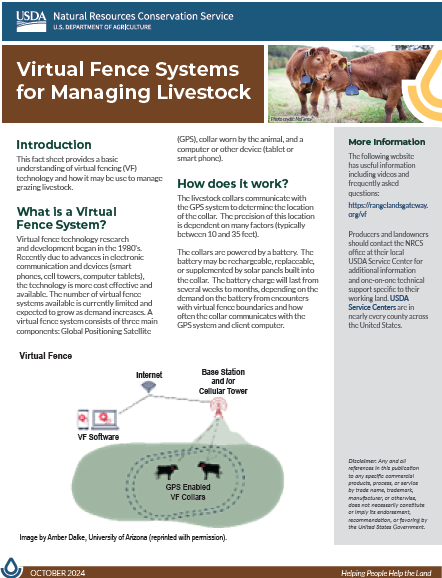 USDA Natural Resources Conservation Service
U.S. DEPARTMENT OF AGRICULTURE
Virtual Fence Systems
for Managing Livestock
Introduction
This fact sheet provides a basic
understanding of virtual fencing (VF)
technology and how it may be use to manage
grazing livestock.
What is a Virtual
Fence System?
Virtual fence technology research
and development began in the 1980's.
Recently due to advances in electronic
communication and devices (smart
phones, cell towers, computer tablets),
the technology is more cost effective and
available. The number of virtual fence
systems available is currently limited and
expected to grow as demand increases. A
virtual fence system consists of three main
components: Global Positioning Satellite
(GPS), collar worn by the animal, and a
computer or other device (tablet or
smart phone).
How does it work?
The livestock collars communicate with
the GPS system to determine the location
of the collar. The precision of this location
is dependent on many factors (typically
between 10 and 35 feet).
The collars are powered by a battery. The
battery may be rechargeable, replaceable,
or supplemented by solar panels built into
the collar. The battery charge will last from
several weeks to months, depending on the
demand on the battery from encounters
with virtual fence boundaries and how
often the collar communicates with the
GPS system and client computer.
Photo credit:
More Information
The following website
has useful information
including videos and
frequently asked
questions:
https://rangelandsgateway.
org/vf
Producers and landowners
should contact the NRCS
office at their local
USDA Service Center for
additional information
and one-on-one technical
support specific to their
working land. USDA
Service Centers are in
nearly every county across
the United States.
Disclaimer: Any and all
references in this publication
to any specific commercial
products, process, or service
by trade name, trademark,
manufacturer, or otherwise,
does not necessarily constitute
or imply its endorsement,
recommendation, or favoring by
the United States Government.
Virtual Fence
Internet
Base Station
and/or
Cellular Tower
VF Software
GPS Enabled
VF Collars
Image by Amber Dalke, University of Arizona (reprinted with permission).
OCTOBER 2024
Helping People Help the Land